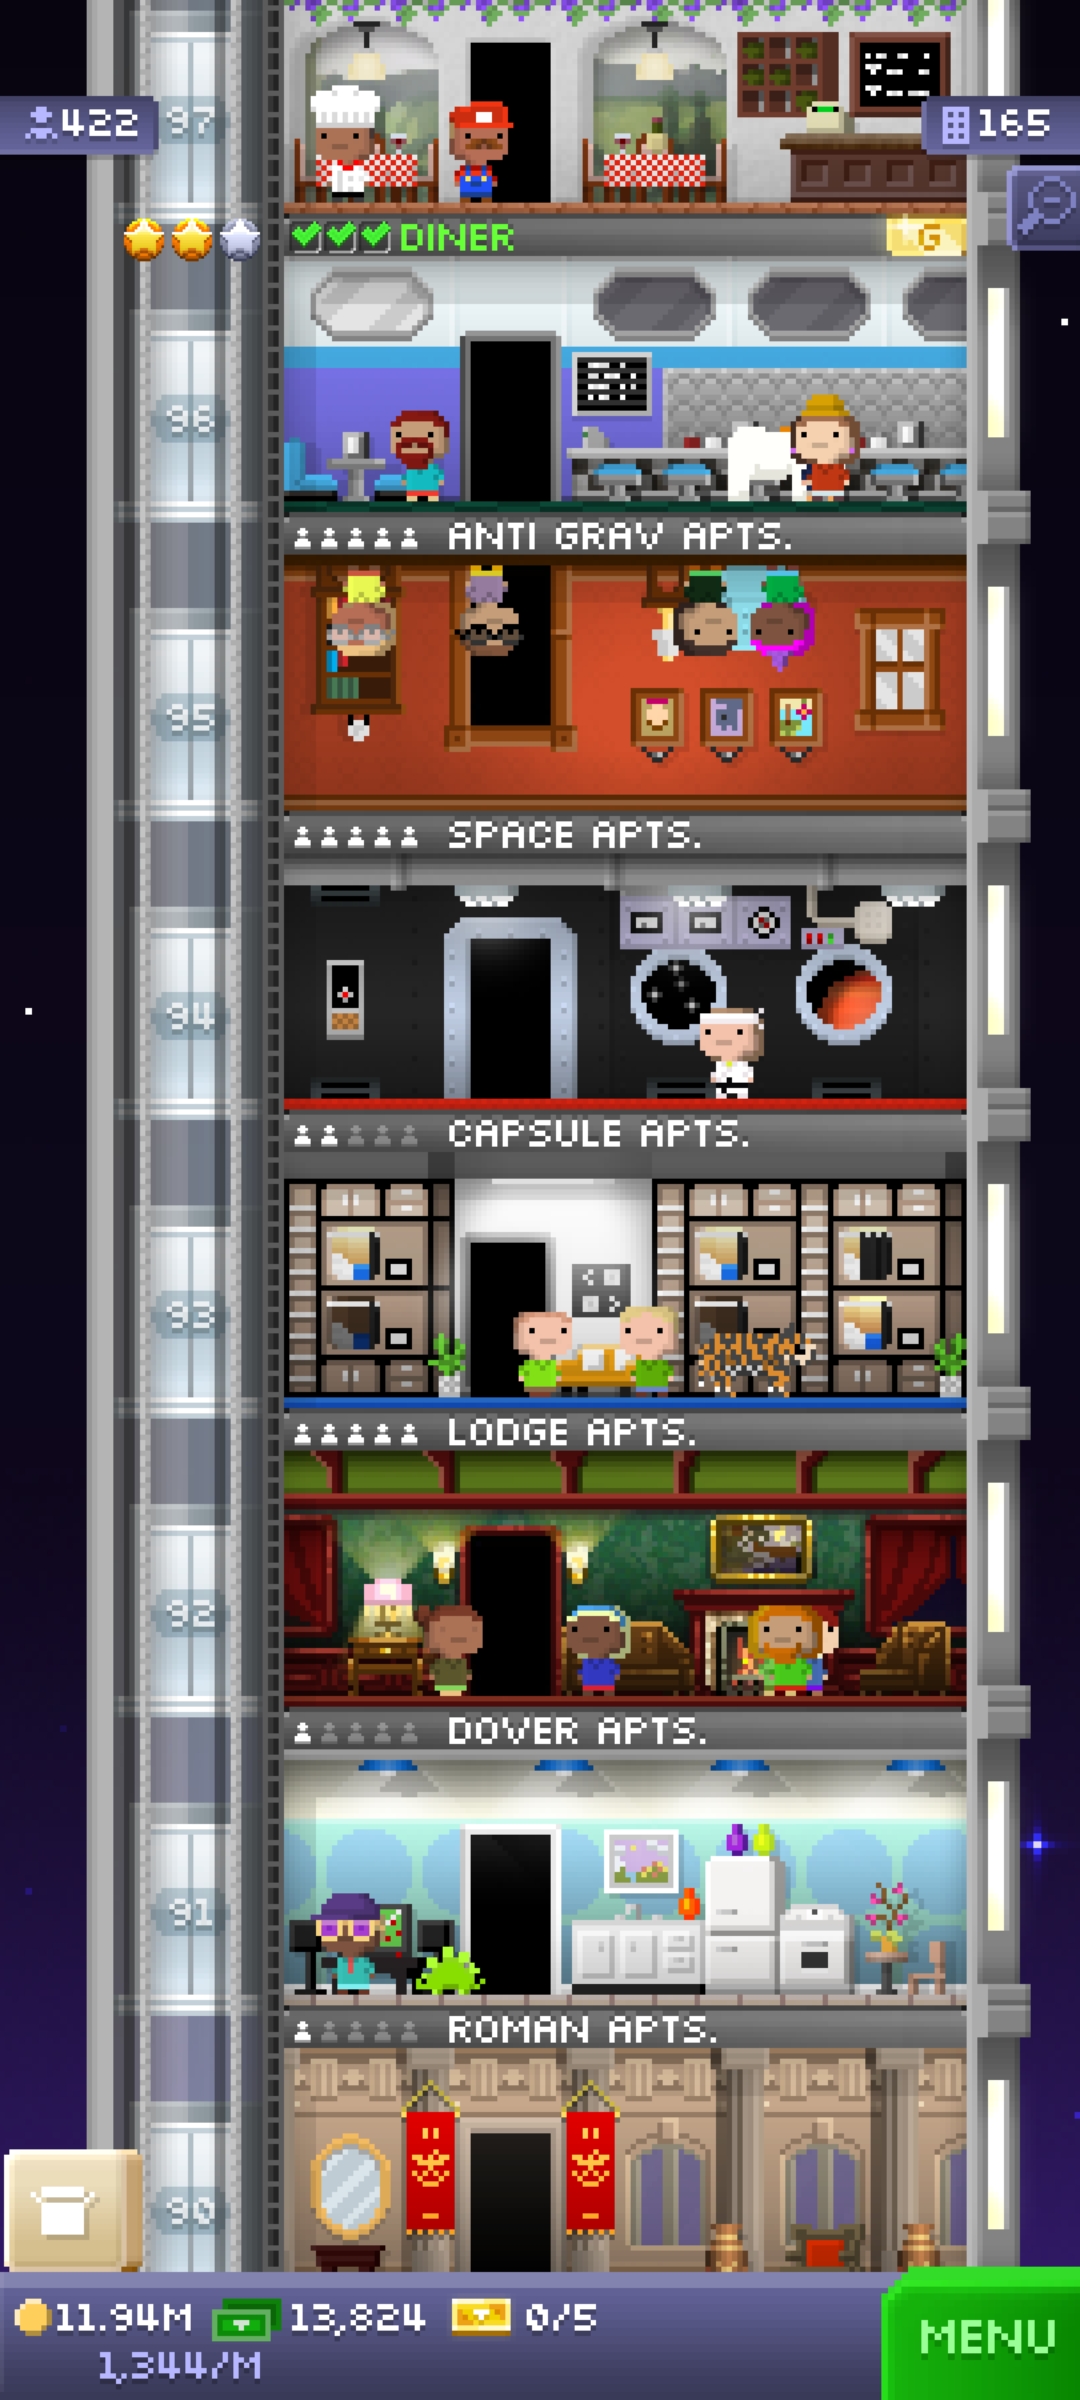 422
97
165
DINER
G
96
ANTI GRAV APTS.
95
SPACE APTS.
94
CAPSULE APTS.
93
LODGE APTS.
92
DOVER APTS.
91
ROMAN APTS.
90
11.94M 13,824 0/5
1,344/M
MENU